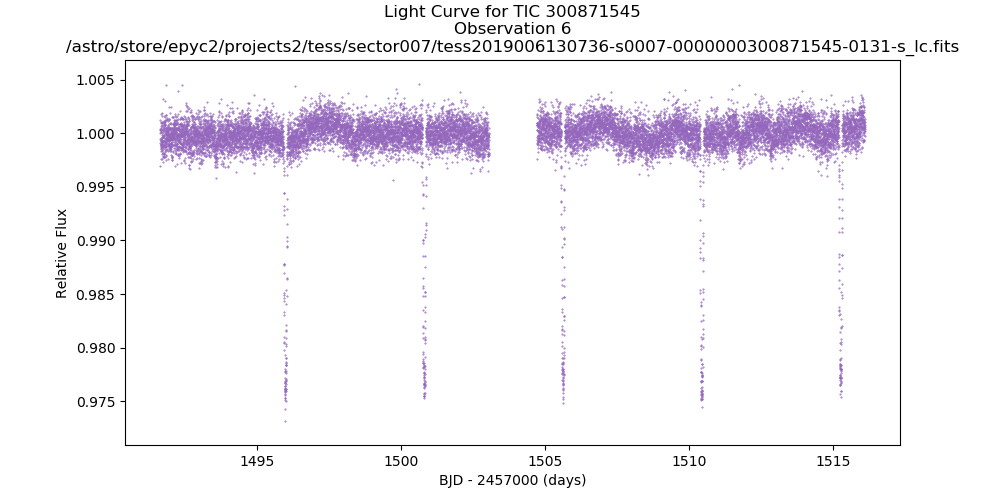 Light Curve for TIC 300871545
Observation 6
/astro/store/epyc2/projects2/tess/sector007/tess2019006130736-s0007-0000000300871545-0131-s_lc.fits
1.005
1.000
0.995
0.990
0.985
0.980
0.975
Relative Flux
1495
1500
1505
1510
1515
BJD - 2457000 (days)